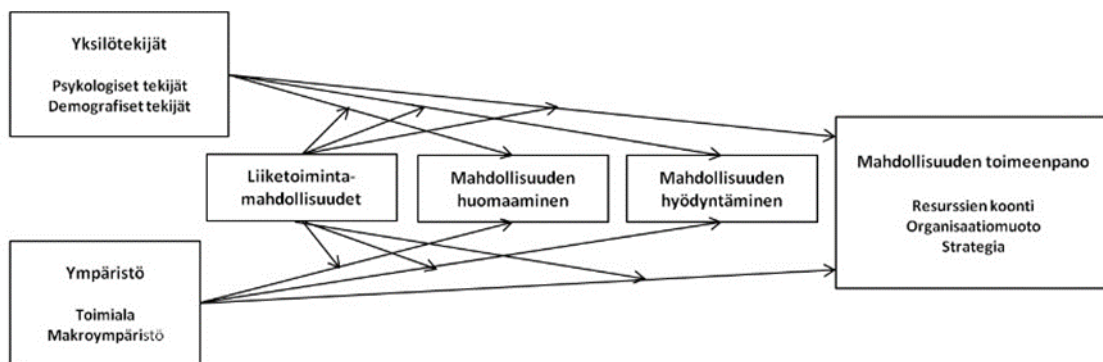 Yksilötekijät
Psykologiset tekijät
Demografiset tekijät
Liiketoiminta-
mahdollisuudet
Mahdollisuuden
huomaaminen
Mahdollisuuden
hyödyntäminen
Mahdollisuuden toimeenpano
Resurssien koonti
Organisaatiomuoto
Strategia
Ympäristö
Toimiala
Makroympäristö